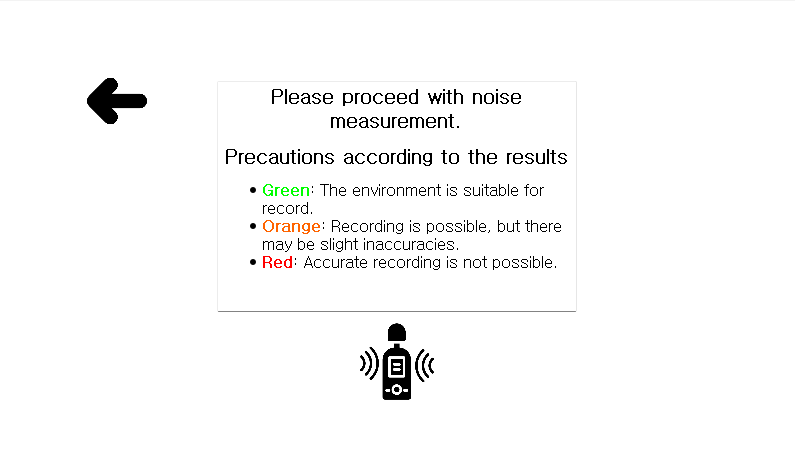 Please proceed with noise
measurement.
Precautions according to the results
• Green: The environment is suitable for
record.
• Orange: Recording is possible, but there
may be slight inaccuracies.
• Red: Accurate recording is not possible.